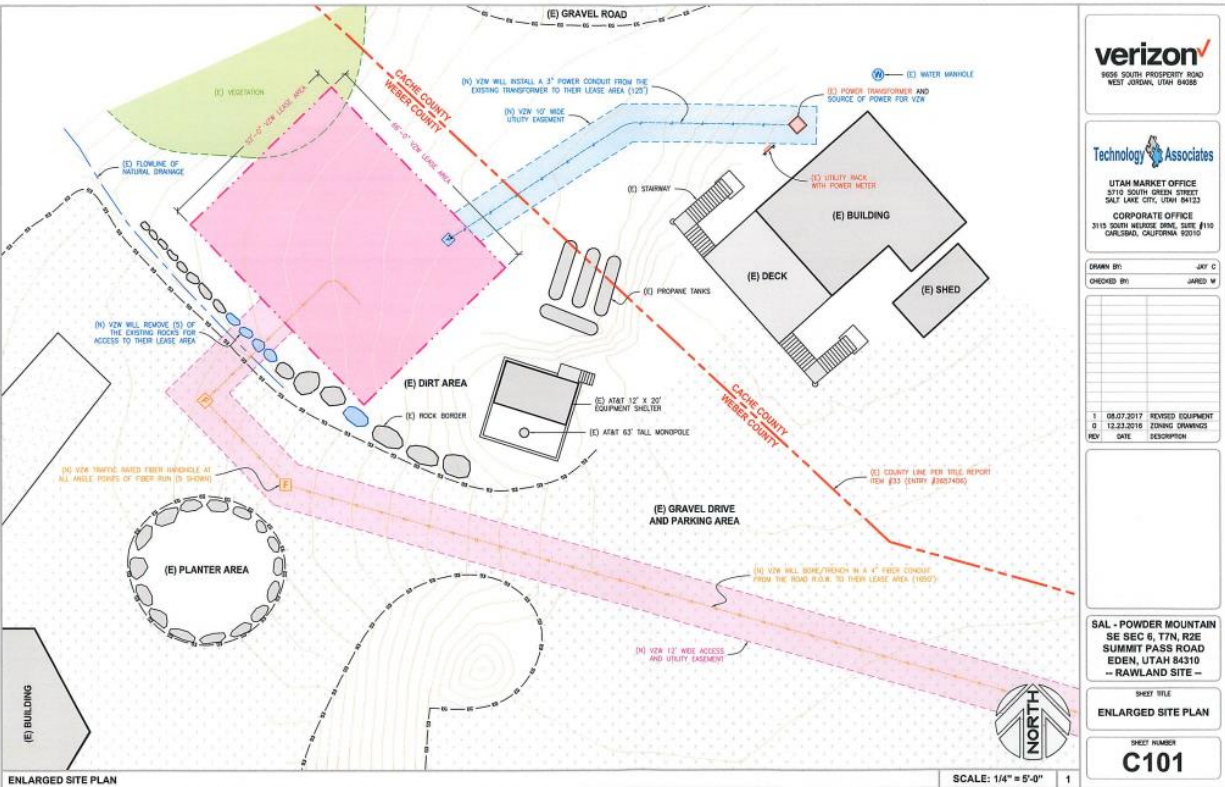 (E) GRAVEL ROAD
CACHE COUNTY
WEBER COUNTY
(E) VEGETATION
66'-0" VZW LEASE AREA
(N) VZW WILL INSTALL A 3" POWER CONDUIT FROM THE
EXISTING TRANSFORMER TO THEIR LEASE AREA (125')
(N) VZW 10' WIDE
UTILITY EASEMENT
(E) WATER MANHOLE
(E) POWER TRANSFORMER AND
SOURCE OF POWER FOR VZW
(E) FLOWLINE OF
NATURAL DRAINAGE
(E) UTILITY RACK
WITH POWER METER
(E) STAIRWAY
(E) BUILDING
(E) DECK
(E) SHED
(E) PROPANE TANKS
(N) VZW WILL REMOVE (5) OF
THE EXISTING ROCKS FOR
ACCESS TO THEIR LEASE AREA
(E) DIRT AREA
(E) ROCK BORDER
(E) AT&T 12' X 20'
EQUIPMENT SHELTER
(E) AT&T 63' TALL MONOPOLE
CACHE COUNTY
WEBER COUNTY
F
(N) VZW TRAFFIC RATED FIBER HANDHOLE AT
ALL ANGLE POINTS OF FIBER RUN (5 SHOWN)
F
(E) COUNTY LINE PER TITLE REPORT
(E) GRAVEL DRIVE
AND PARKING AREA
(E) PLANTER AREA
(N) VZW WILL BORE/TRENCH IN A 4" FIBER CONDUIT
FROM THE ROAD R.O.W. TO THEIR LEASE AREA (1650')
(N) VZW 12' WIDE ACCESS
AND UTILITY EASEMENT
(E) BUILDING
NORTH
ENLARGED SITE PLAN
SCALE: 1/4" = 5'-0"
1
verizon
9656 SOUTH PROSPERITY ROAD
WEST JORDAN, UTAH 84088
Technology Associates
UTAH MARKET OFFICE
5710 SOUTH GREEN STREET
SALT LAKE CITY, UTAH 84123
CORPORATE OFFICE
3115 SOUTH MELROSE DRIVE, SUITE #110
CARLSBAD, CALIFORNIA 92010
DRAWN BY: JAY C
CHECKED BY: JARED W
1 08.07.2017 REVISED EQUIPMENT
0 12.23.2016 ZONING DRAWINGS
REV DATE DESCRIPTION
SAL - POWDER MOUNTAIN
SE SEC 6, T7N, R2E
SUMMIT PASS ROAD
EDEN, UTAH 84310
-- RAWLAND SITE --
SHEET TITLE
ENLARGED SITE PLAN
SHEET NUMBER
C101